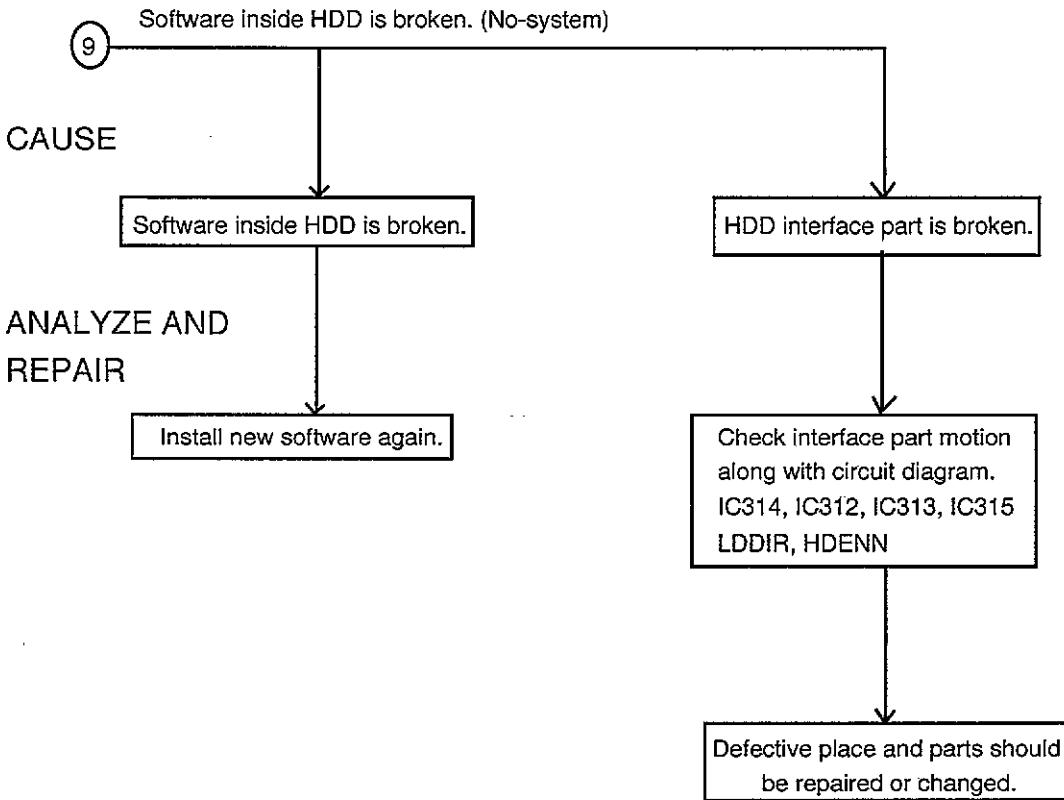 Software inside HDD is broken. (No-system)
9
CAUSE
Software inside HDD is broken.
HDD interface part is broken.
ANALYZE AND
REPAIR
Install new software again.
Check interface part motion
along with circuit diagram.
IC314, IC312, IC313, IC315
LDDIR, HDENN
Defective place and parts should
be repaired or changed.